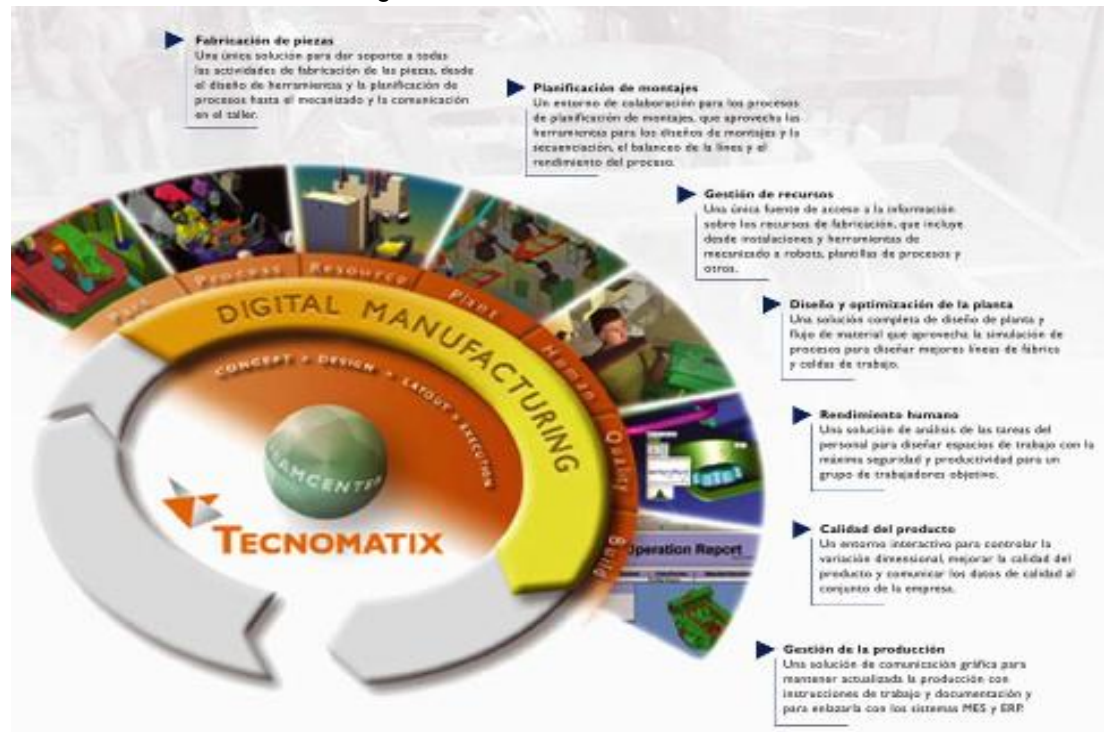 Fabricación de piezas
Una única solución para dar soporte a todas
las actividades de fabricación de las piezas, desde
el diseño de herramientas y la planificación de
procesos hasta el mecanizado y la comunicación
en el taller.
Planificación de montajes
Un entorno de colaboración para los procesos
de planificación de montajes, que aprovecha las
herramientas para los diseños de montajes y la
secuenciación, el balanceo de la línea y el
rendimiento del proceso.
Gestión de recursos
Una única fuente de acceso a la información
sobre los recursos de fabricación, que incluye
desde instalaciones y herramientas de
mecanizado a robots, plantillas de procesos y
otros.
Diseño y optimización de la planta
Una solución completa de diseño de planta y
flujo de material que aprovecha la simulación de
procesos para diseñar mejores líneas de fábrica
y celdas de trabajo.
Rendimiento humano
Una solución de análisis de las tareas del
personal para diseñar espacios de trabajo con la
máxima seguridad y productividad para un
grupo de trabajadores objetivo.
Calidad del producto
Un entorno interactivo para controlar la
variación dimensional, mejorar la calidad del
producto y comunicar los datos de calidad al
conjunto de la empresa.
Gestión de la producción
Una solución de comunicación gráfica para
mantener actualizada la producción con
instrucciones de trabajo y documentación y
para enlazarla con los sistemas MES y ERP.
Part
Process
Resource
Plant
Human
Quality
Build
DIGITAL MANUFACTURING
CONCEPT > DESIGN > LAYOUT > EXECUTION
EAMCENTER
TECNOMATIX
Operation Report